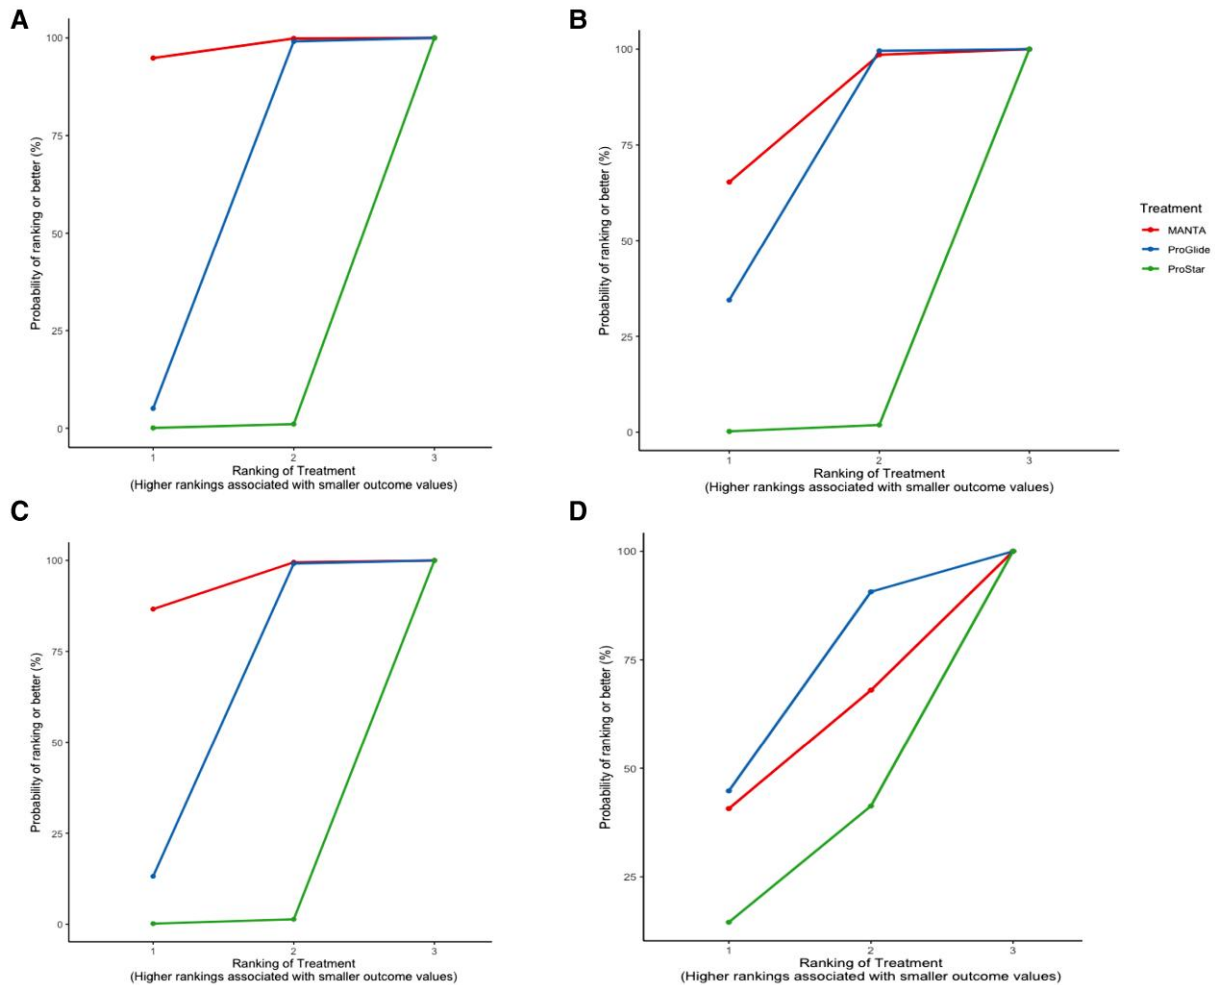 A
Probability of ranking or better (%)
100
75
50
25
0
1 2 3
Ranking of Treatment
(Higher rankings associated with smaller outcome values)
B
Probability of ranking or better (%)
100
75
50
25
0
1 2 3
Ranking of Treatment
(Higher rankings associated with smaller outcome values)
Treatment
MANTA
ProGlide
ProStar
C
Probability of ranking or better (%)
100
75
50
25
0
1 2 3
Ranking of Treatment
(Higher rankings associated with smaller outcome values)
D
Probability of ranking or better (%)
100
75
50
25
1 2 3
Ranking of Treatment
(Higher rankings associated with smaller outcome values)